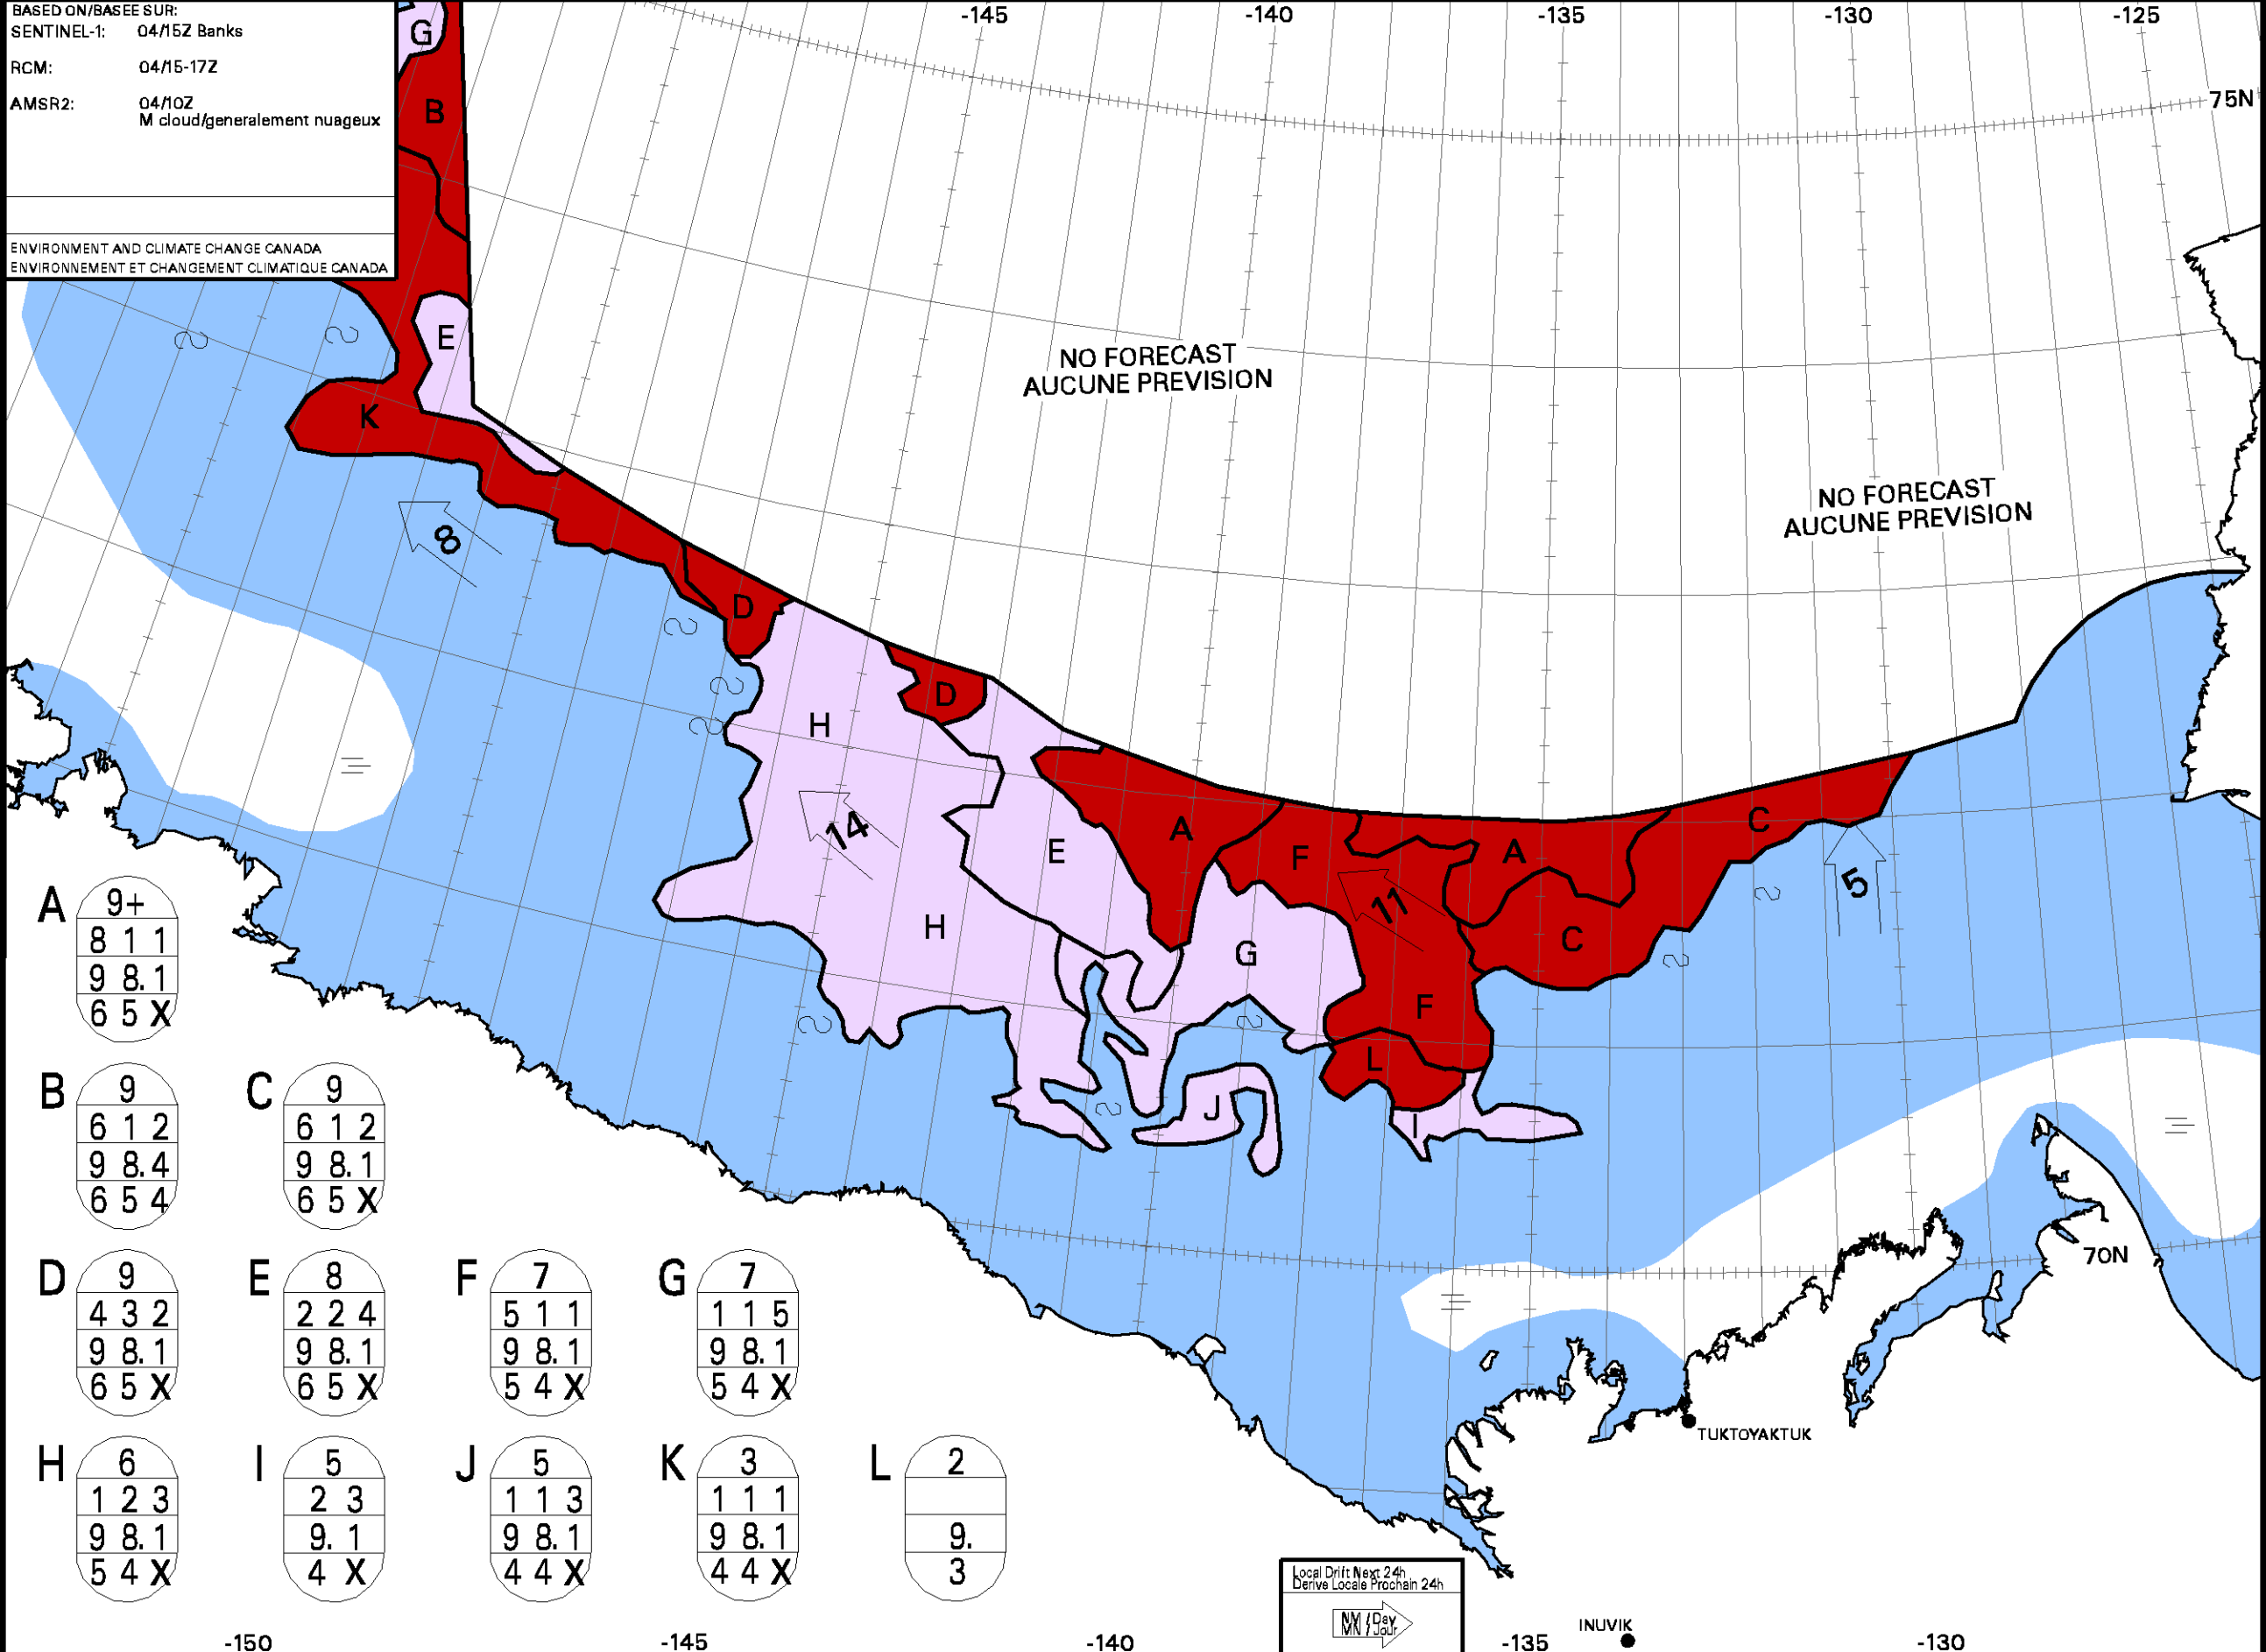 BASED ON/BASEE SUR:
SENTINEL-1: 04/15Z Banks
RCM: 04/15-17Z
AMSR2: 04/10Z
M cloud/generalement nuageux
ENVIRONMENT AND CLIMATE CHANGE CANADA
ENVIRONNEMENT ET CHANGEMENT CLIMATIQUE CANADA
-145 -140 -135 -130 -125
75N
G
B
E
K
NO FORECAST
AUCUNE PREVISION
NO FORECAST
AUCUNE PREVISION
8
D
D
H
14
A
E
H
F
11
A
C
C
5
G
F
L
J
I
70N
TUKTOYAKTUK
A
9+
8 1 1
9 8. 1
6 5 X
B
9
6 1 2
9 8. 4
6 5 4
C
9
6 1 2
9 8. 1
6 5 X
D
9
4 3 2
9 8. 1
6 5 X
E
8
2 2 4
9 8. 1
6 5 X
F
7
5 1 1
9 8. 1
5 4 X
G
7
1 1 5
9 8. 1
5 4 X
H
6
1 2 3
9 8. 1
5 4 X
I
5
2 3
9. 1
4 X
J
5
1 1 3
9 8. 1
4 4 X
K
3
1 1 1
9 8. 1
4 4 X
L
2
9.
3
Local Drift Next 24h
Derive Locale Prochain 24h
NM / Day
MN / Jour
INUVIK
-150 -145 -140 -135 -130